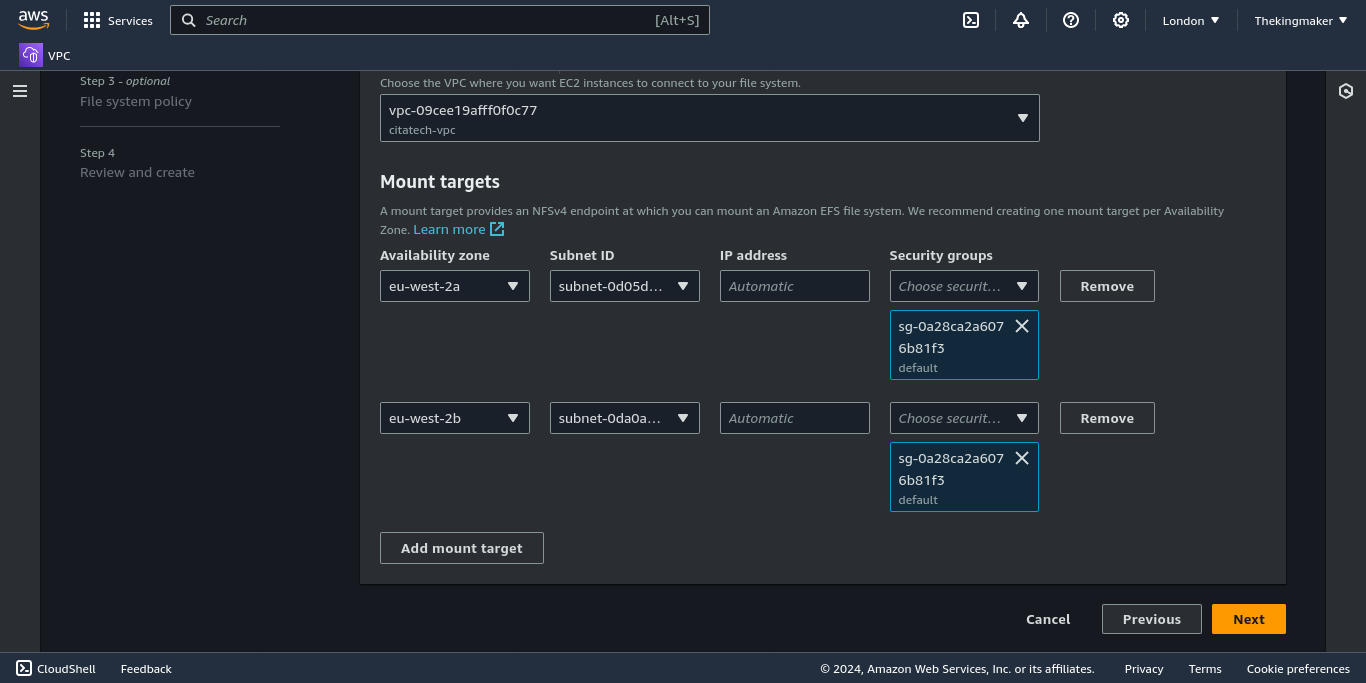 aws
Services
Search
[Alt+S]
London
Thekingmaker
VPC
Step 3 - optional
File system policy
Step 4
Review and create
Choose the VPC where you want EC2 instances to connect to your file system.
vpc-09cee19afff0f0c77
citatech-vpc
Mount targets
A mount target provides an NFSv4 endpoint at which you can mount an Amazon EFS file system. We recommend creating one mount target per Availability
Zone. Learn more
Availability zone Subnet ID IP address Security groups
eu-west-2a subnet-0d05d... Automatic Choose securit... Remove
sg-0a28ca2a607
6b81f3
default
eu-west-2b subnet-0da0a... Automatic Choose securit... Remove
sg-0a28ca2a607
6b81f3
default
Add mount target
Cancel Previous Next
CloudShell Feedback © 2024, Amazon Web Services, Inc. or its affiliates. Privacy Terms Cookie preferences